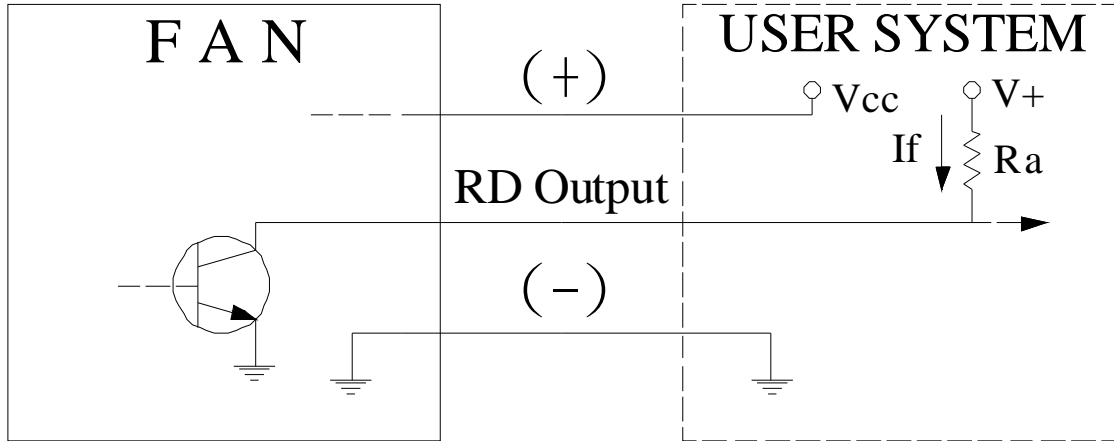 F A N
USER SYSTEM
(+)
Vcc
V+
If
Ra
RD Output
(-)